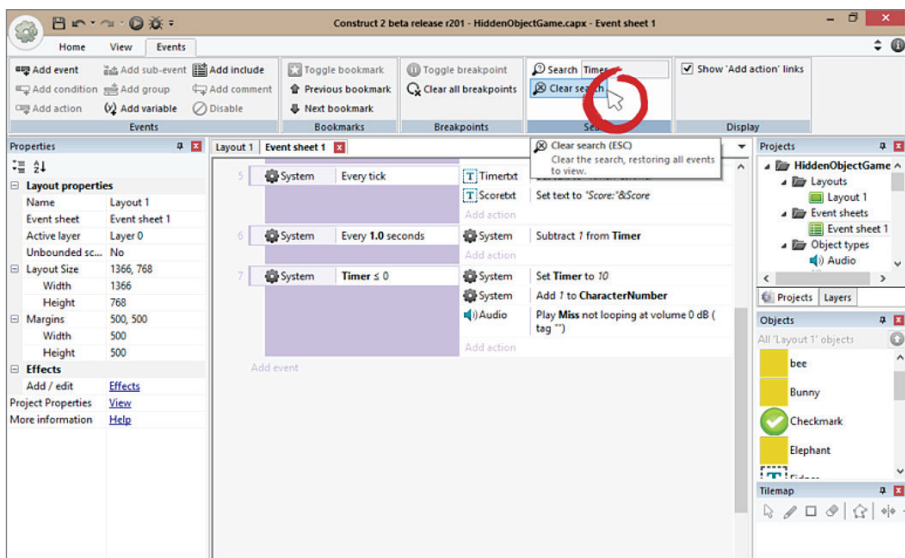 Construct 2 beta release r201 - HiddenObjectGame.capx - Event sheet 1
Home View Events
Add event Add sub-event Add include
Add condition Add group Add comment
Add action Add variable Disable
Events
Toggle bookmark
Previous bookmark
Next bookmark
Bookmarks
Toggle breakpoint
Clear all breakpoints
Breakpoints
Search Timer
Clear search
Show 'Add action' links
Display
Clear search (ESC)
Clear the search, restoring all events
to view.
Properties
Layout properties
Name Layout 1
Event sheet Event sheet 1
Active layer Layer 0
Unbounded sc... No
Layout Size 1366, 768
Width 1366
Height 768
Margins 500, 500
Width 500
Height 500
Effects
Add / edit Effects
Project Properties View
More information Help
Layout 1 Event sheet 1
5 System Every tick T Timertxt
T Scoretxt Set text to "Score:"&Score
Add action
6 System Every 1.0 seconds System Subtract 1 from Timer
Add action
7 System Timer ≤ 0 System Set Timer to 10
System Add 1 to CharacterNumber
Audio Play Miss not looping at volume 0 dB (
tag "")
Add action
Add event
Projects
HiddenObjectGame
Layouts
Layout 1
Event sheets
Event sheet 1
Object types
Audio
Projects Layers
Objects
All 'Layout 1' objects
bee
Bunny
Checkmark
Elephant
Tilemap